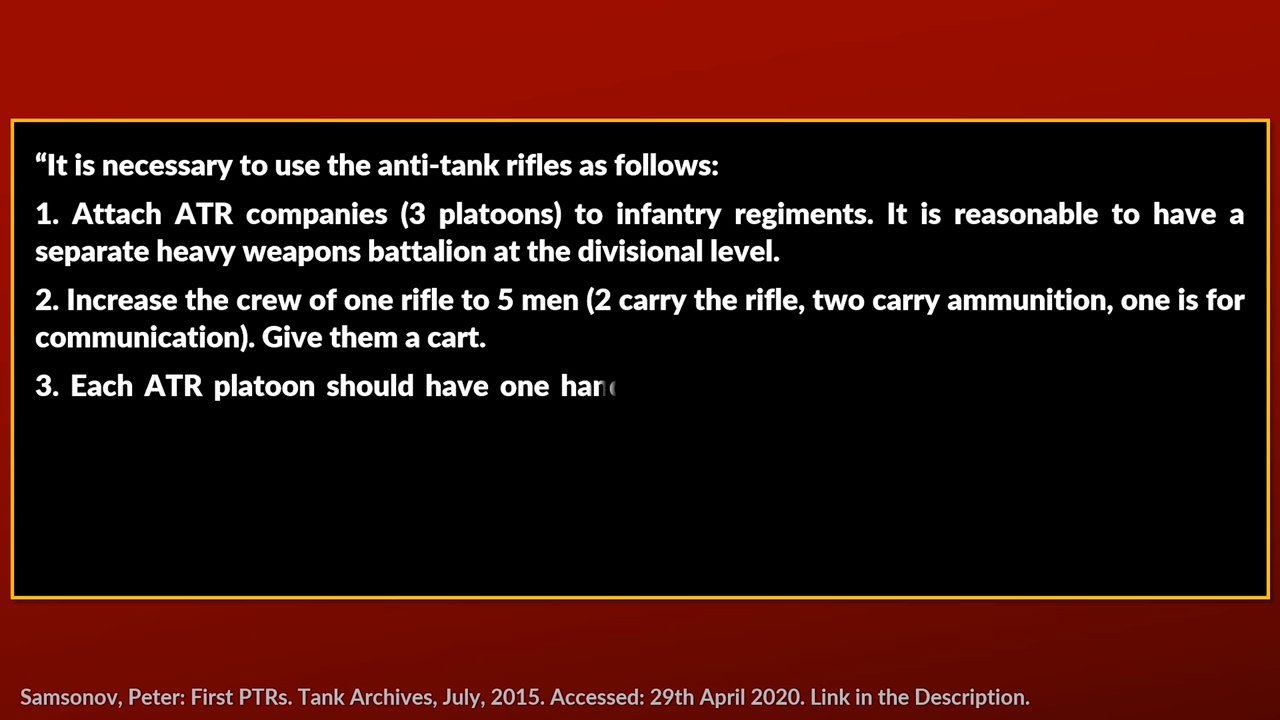 “It is necessary to use the anti-tank rifles as follows:
1. Attach ATR companies (3 platoons) to infantry regiments. It is reasonable to have a
separate heavy weapons battalion at the divisional level.
2. Increase the crew of one rifle to 5 men (2 carry the rifle, two carry ammunition, one is for
communication). Give them a cart.
3. Each ATR platoon should have one
Samsonov, Peter: First PTRs. Tank Archives, July, 2015. Accessed: 29th April 2020. Link in the Description.